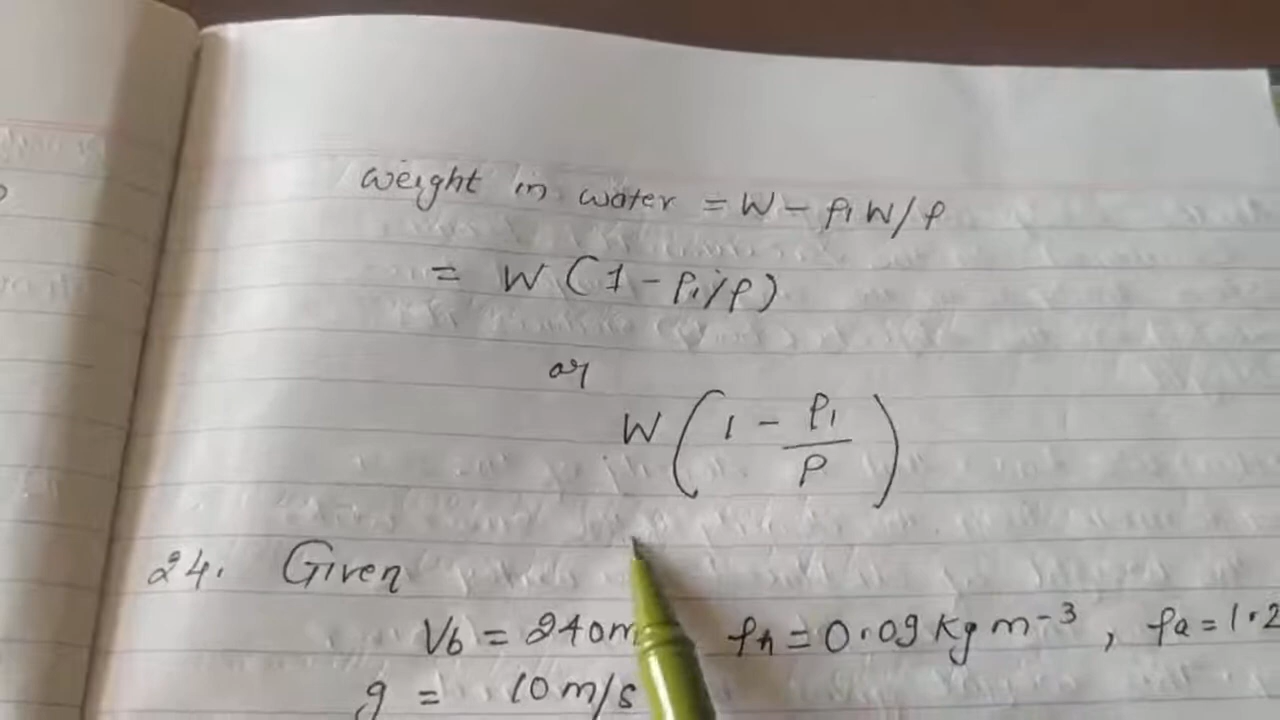 weight in water = W - ρ₁W/ρ
= W (1 - ρ₁/ρ)
or
W (1 - ρ₁/ρ)
24. Given
Vb = 240m ρh = 0.09 kg m⁻³, ρa = 1.2
g = 10 m/s